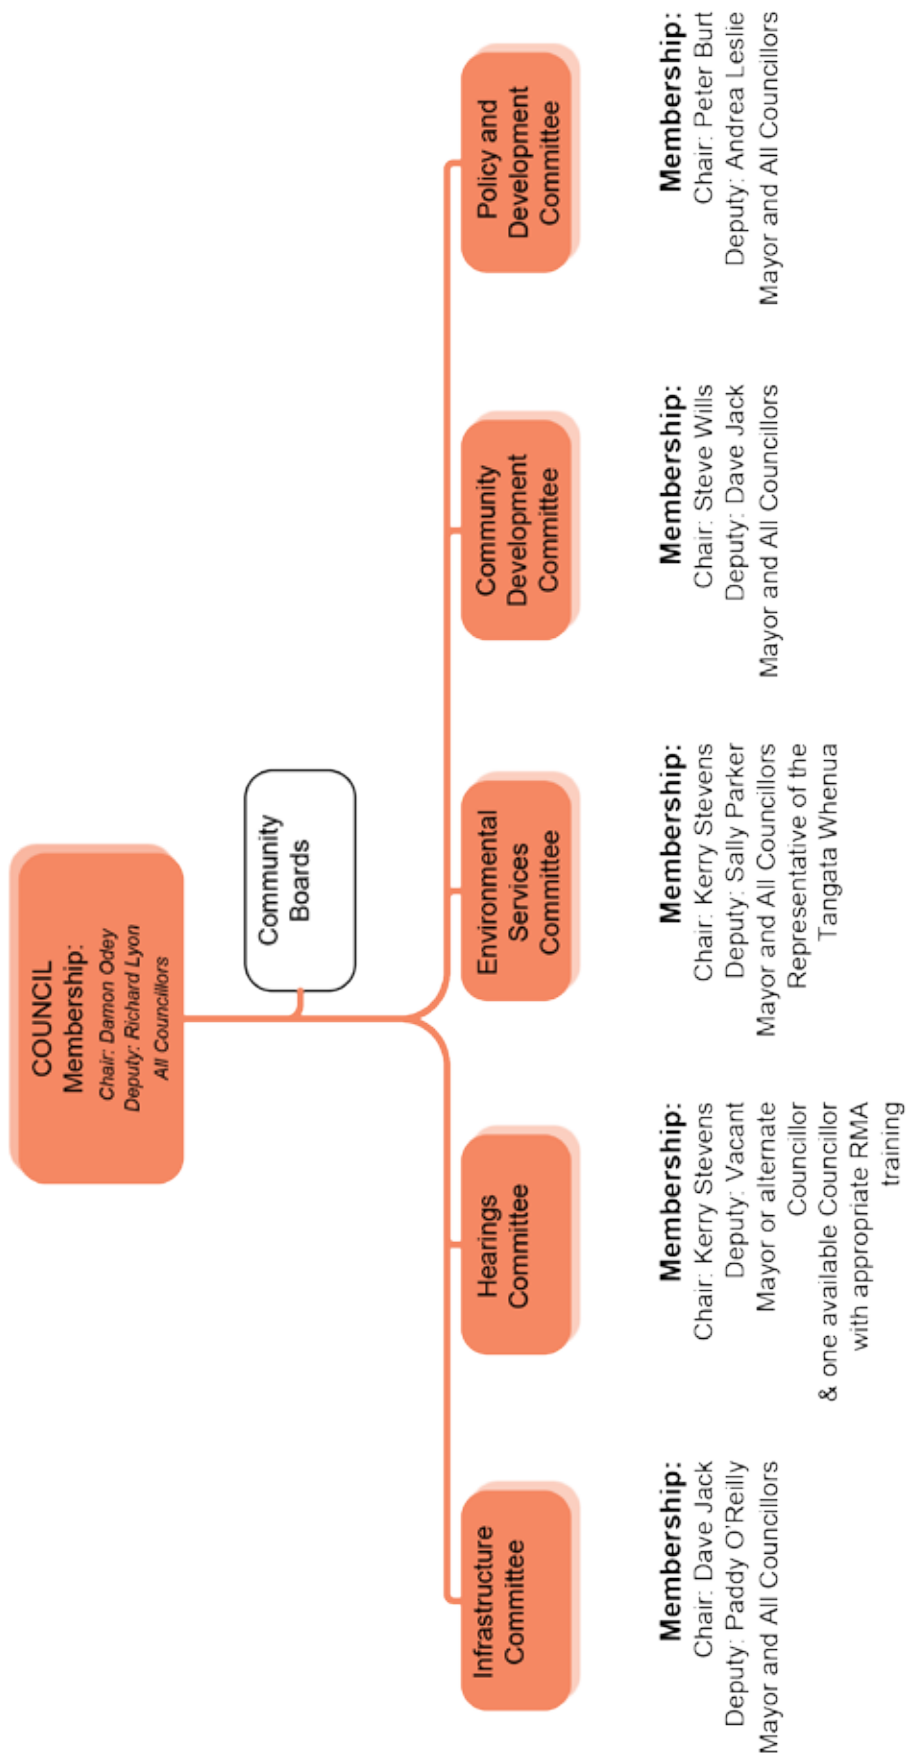 COUNCIL
Membership:
Chair: Damon Odey
Deputy: Richard Lyon
All Councillors
Community
Boards
Infrastructure
Committee
Hearings
Committee
Environmental
Services
Committee
Community
Development
Committee
Policy and
Development
Committee
Membership:
Chair: Dave Jack
Deputy: Paddy O'Reilly
Mayor and All Councillors
Membership:
Chair: Kerry Stevens
Deputy: Vacant
Mayor or alternate
Councillor
& one available Councillor
with appropriate RMA
training
Membership:
Chair: Kerry Stevens
Deputy: Sally Parker
Mayor and All Councillors
Representative of the
Tangata Whenua
Membership:
Chair: Steve Wills
Deputy: Dave Jack
Mayor and All Councillors
Membership:
Chair: Peter Burt
Deputy: Andrea Leslie
Mayor and All Councillors